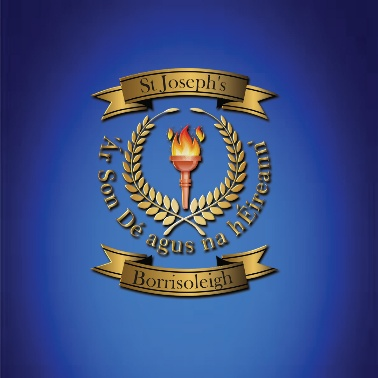 St Joseph's
'Ár Son Dé agus na hÉireann'
Borrisoleigh